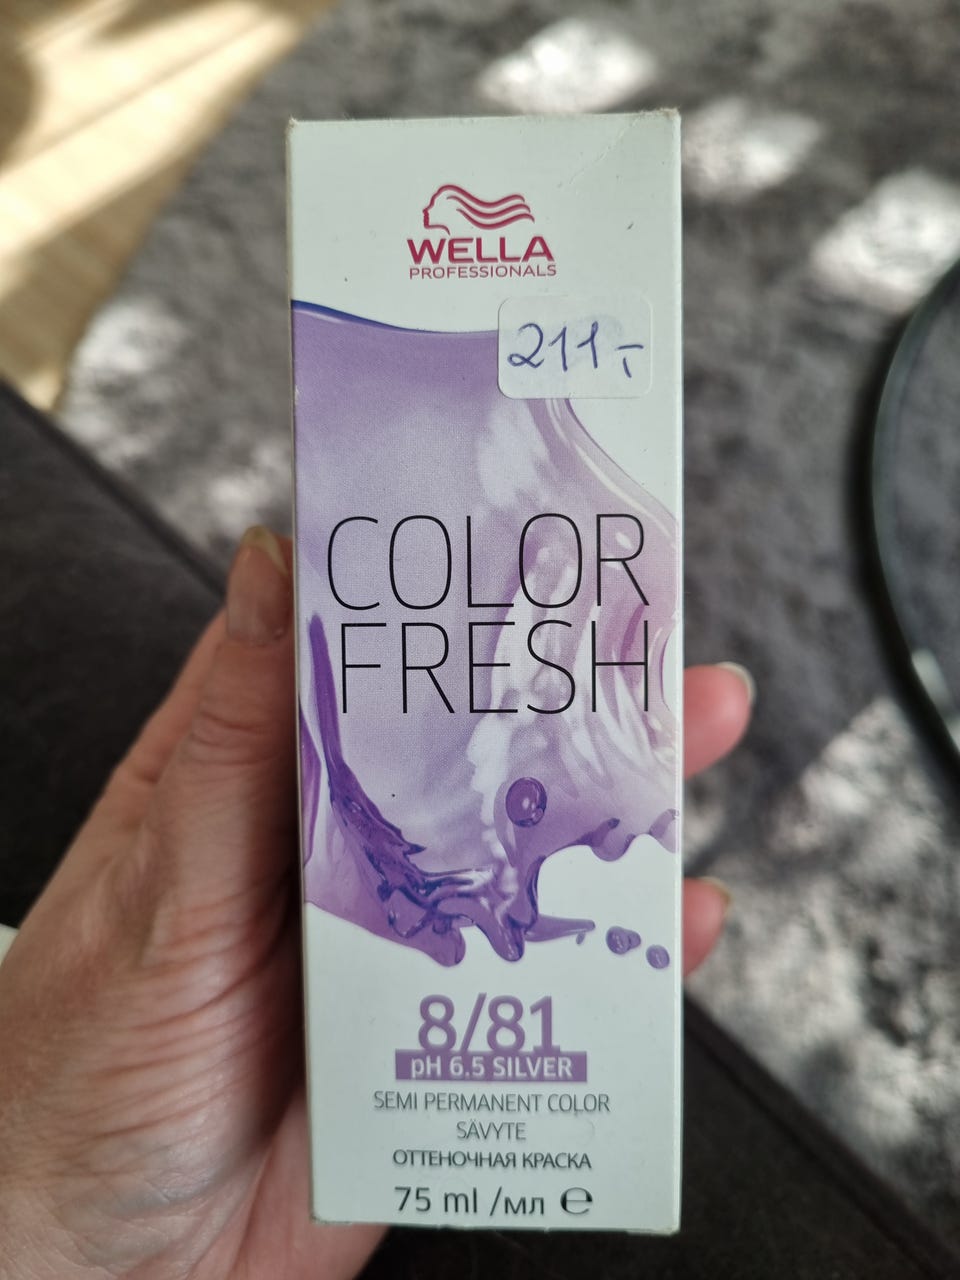 WELLA
PROFESSIONALS
211,-
COLOR
FRESH
8/81
pH 6.5 SILVER
SEMI PERMANENT COLOR
SÄVYTE
ОТТЕНОЧНАЯ КРАСКА
75 ml /мл ℮